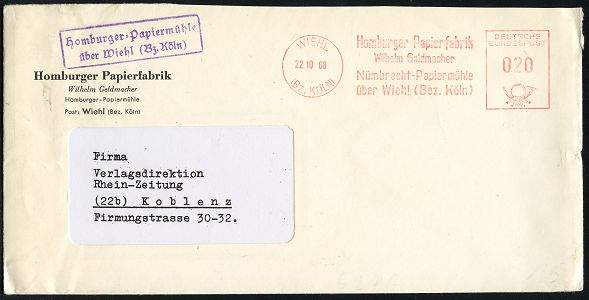 Homburger-Papiermühle
über Wiehl (Bz. Köln)
Homburger Papierfabrik
Wilhelm Geldmacher
Homburger-Papiermühle
Post: Wiehl (Bez. Köln)
WIEHL
22 10 60
(BZ. KÖLN)
Homburger Papierfabrik
Wilhelm Geldmacher
Nümbrecht-Papiermühle
über Wiehl (Bez. Köln)
DEUTSCHE
BUNDESPOST
020
Firma
Verlagsdirektion
Rhein-Zeitung
(22b) K o b l e n z
Firmungstrasse 30-32.